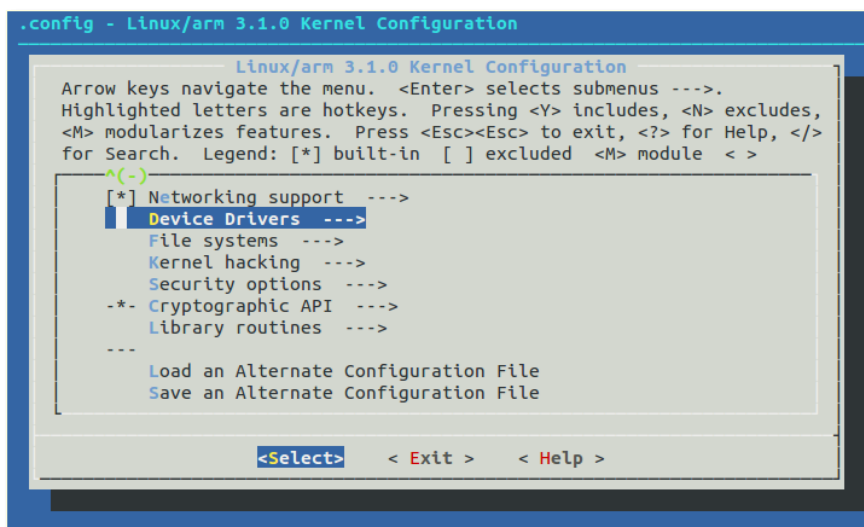 .config - Linux/arm 3.1.0 Kernel Configuration
Linux/arm 3.1.0 Kernel Configuration
Arrow keys navigate the menu.  <Enter> selects submenus --->.
Highlighted letters are hotkeys.  Pressing <Y> includes, <N> excludes,
<M> modularizes features.  Press <Esc><Esc> to exit, <?> for Help, </>
for Search.  Legend: [*] built-in  [ ] excluded  <M> module  < >
^(-)
[*] Networking support  --->
Device Drivers  --->
File systems  --->
Kernel hacking  --->
Security options  --->
-*- Cryptographic API  --->
Library routines  --->
---
Load an Alternate Configuration File
Save an Alternate Configuration File
<Select>    < Exit >    < Help >